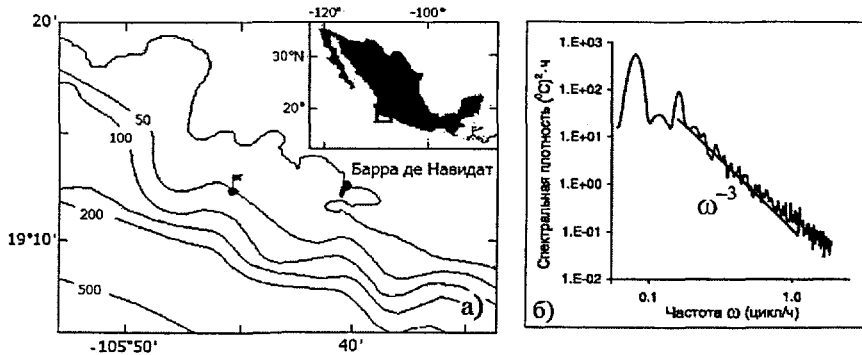 20'
50
100
200
19°10'
500
-105°50'
40'
а)
-120°
-100°
30°N
20°
Барра де Навидат
Спектральная плотность (°C)²·ч
1.E+03
1.E+02
1.E+01
1.E+00
1.E-01
1.E-02
ω⁻³
0.1
1.0
Частота ω (цикл/ч)
б)